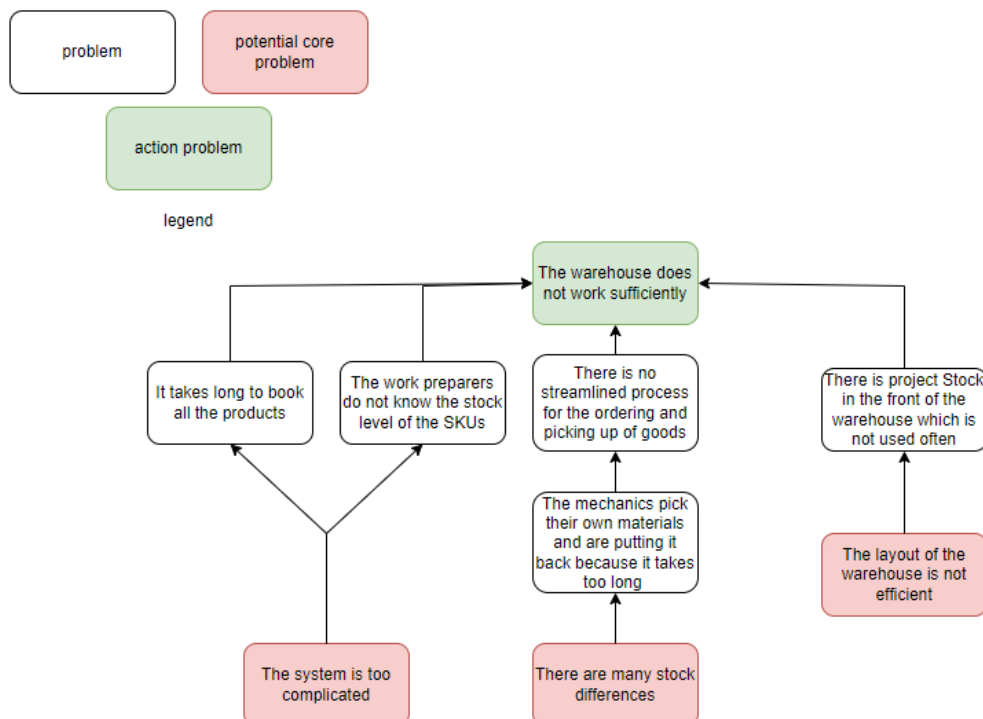 problem
potential core
problem
action problem
legend
The warehouse does
not work sufficiently
It takes long to book
all the products
The work preparers
do not know the stock
level of the SKUs
There is no
streamlined process
for the ordering and
picking up of goods
There is project Stock
in the front of the
warehouse which is
not used often
The mechanics pick
their own materials
and are putting it
back because it takes
too long
The layout of the
warehouse is not
efficient
The system is too
complicated
There are many stock
differences